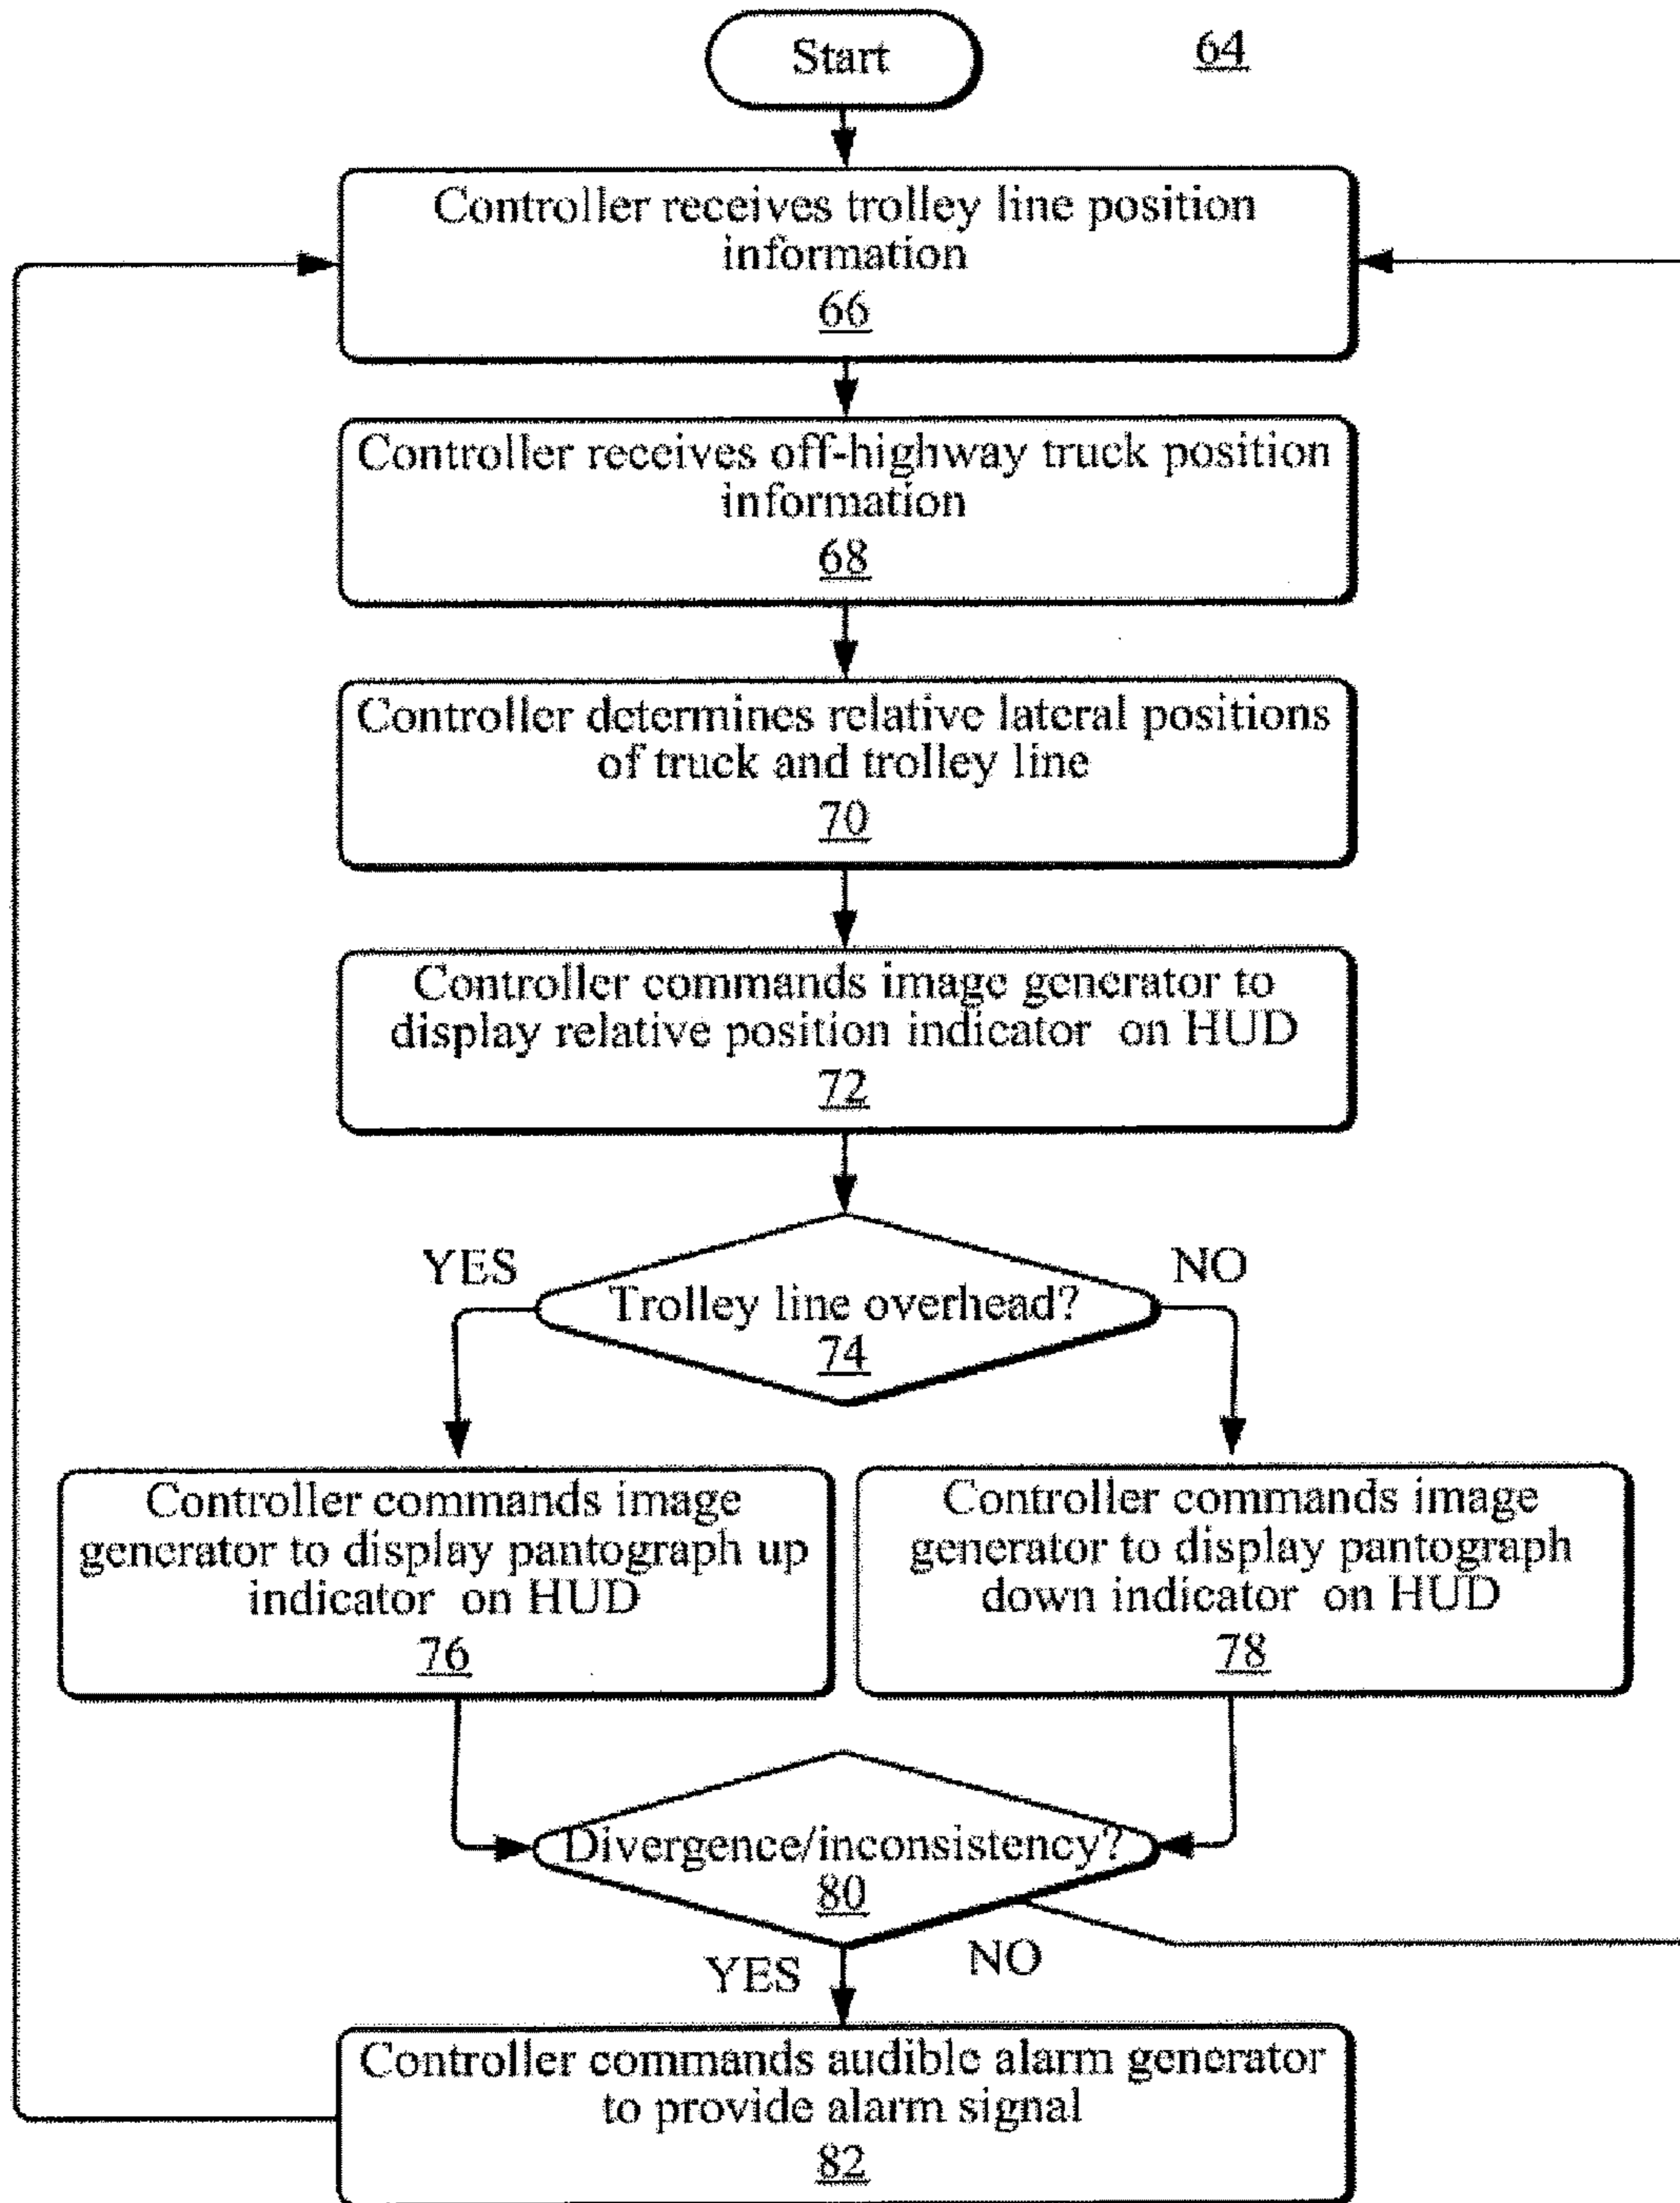 Start
64
Controller receives trolley line position
information
66
Controller receives off-highway truck position
information
68
Controller determines relative lateral positions
of truck and trolley line
70
Controller commands image generator to
display relative position indicator on HUD
72
YES
NO
Trolley line overhead?
74
Controller commands image
generator to display pantograph up
indicator on HUD
76
Controller commands image
generator to display pantograph
down indicator on HUD
78
Divergence/inconsistency?
80
YES
NO
Controller commands audible alarm generator
to provide alarm signal
82